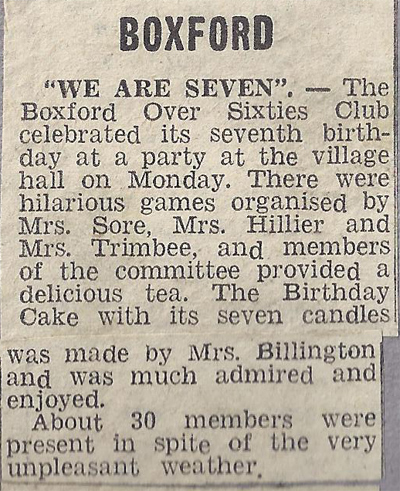 BOXFORD
"WE ARE SEVEN". — The
Boxford Over Sixties Club
celebrated its seventh birth-
day at a party at the village
hall on Monday. There were
hilarious games organised by
Mrs. Sore, Mrs. Hillier and
Mrs. Trimbee, and members
of the committee provided a
delicious tea. The Birthday
Cake with its seven candles
was made by Mrs. Billington
and was much admired and
enjoyed.
About 30 members were
present in spite of the very
unpleasant weather.